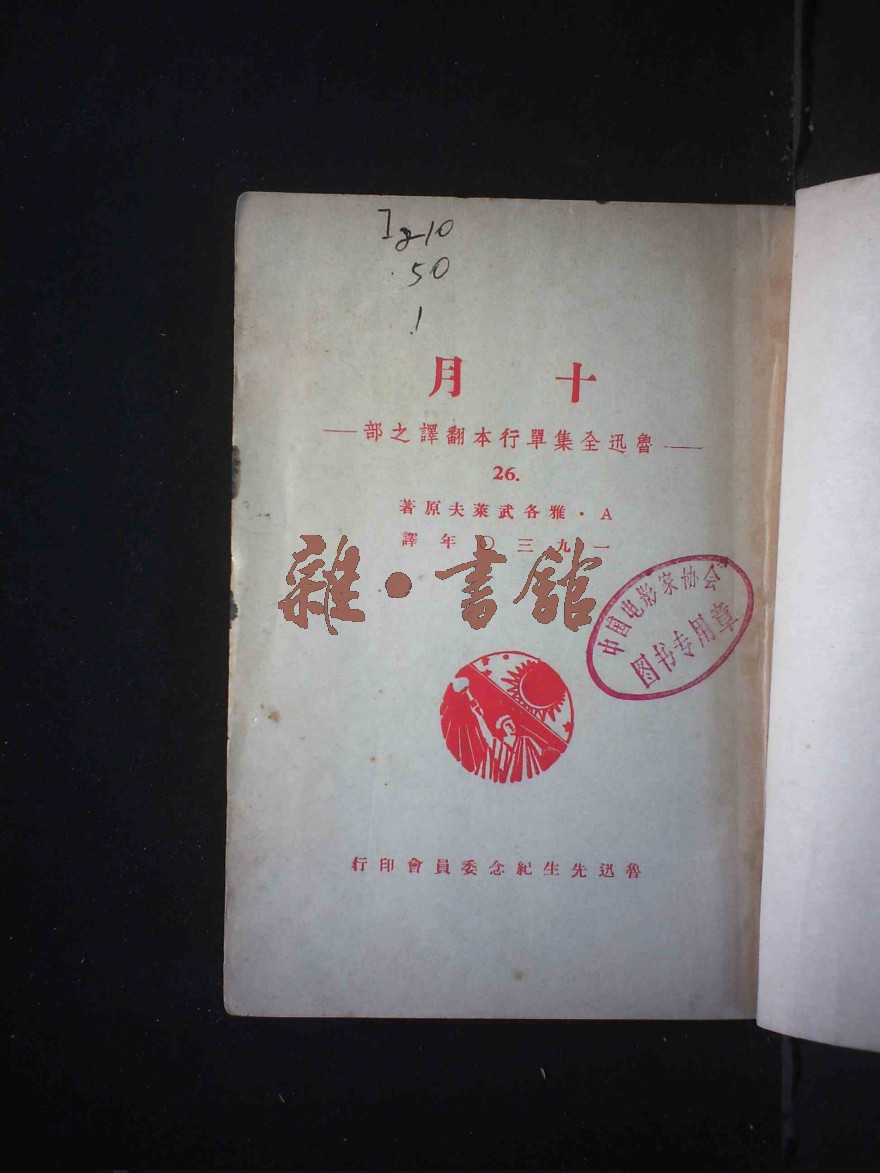 I210
50
1
十月
——魯迅全集單行本翻譯之部——
26.
A·雅各武萊夫原著
一九三〇年譯
雜·書館
中国电影家协会
图书专用章
魯迅先生紀念委員會印行